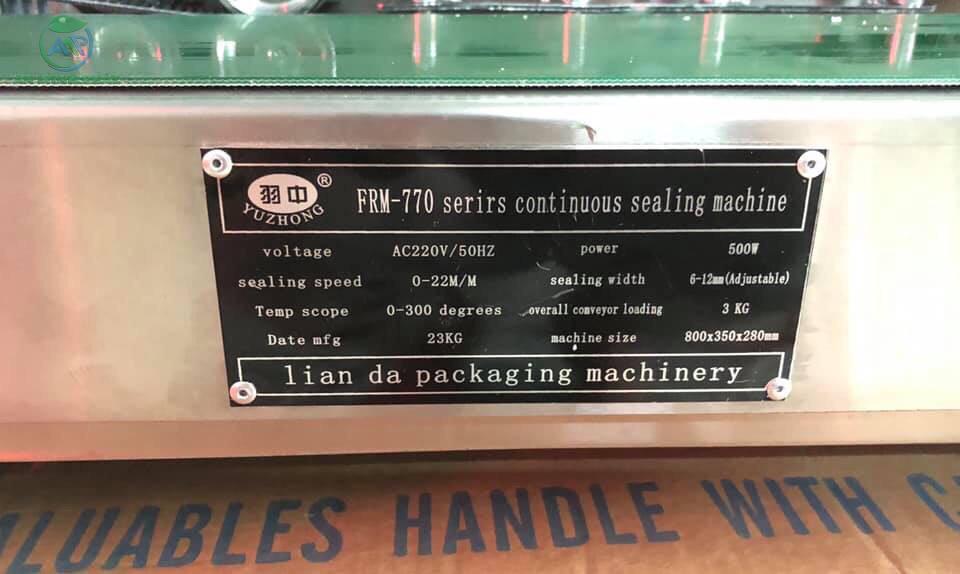 羽中 ®
YUZHONG
FRM-770 serirs continuous sealing machine
voltage AC220V/50HZ power 500W
sealing speed 0-22M/M sealing width 6-12mm(Adjustable)
Temp scope 0-300 degrees overall conveyor loading 3 KG
Date mfg 23KG machine size 800x350x280mm
lian da packaging machinery
HANDLE WITH